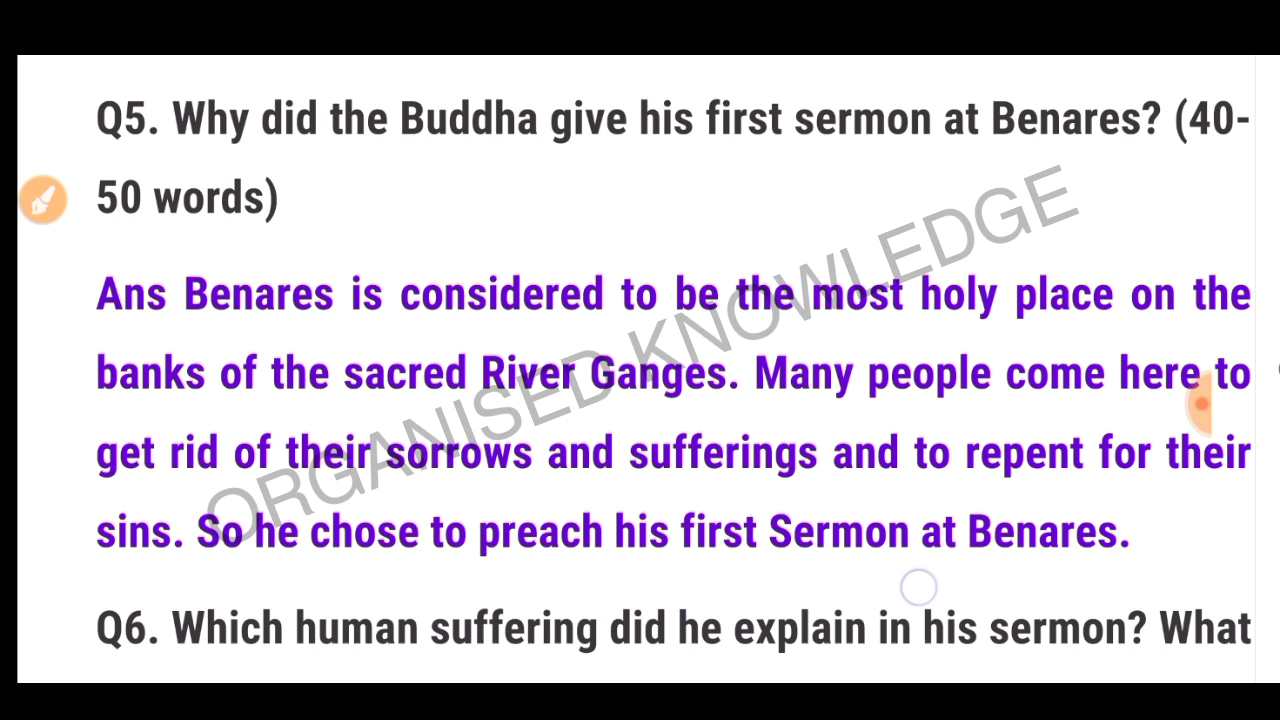 Q5. Why did the Buddha give his first sermon at Benares? (40-
50 words)
Ans Benares is considered to be the most holy place on the
banks of the sacred River Ganges. Many people come here to
get rid of their sorrows and sufferings and to repent for their
sins. So he chose to preach his first Sermon at Benares.
Q6. Which human suffering did he explain in his sermon? What
ORGANISED KNOWLEDGE